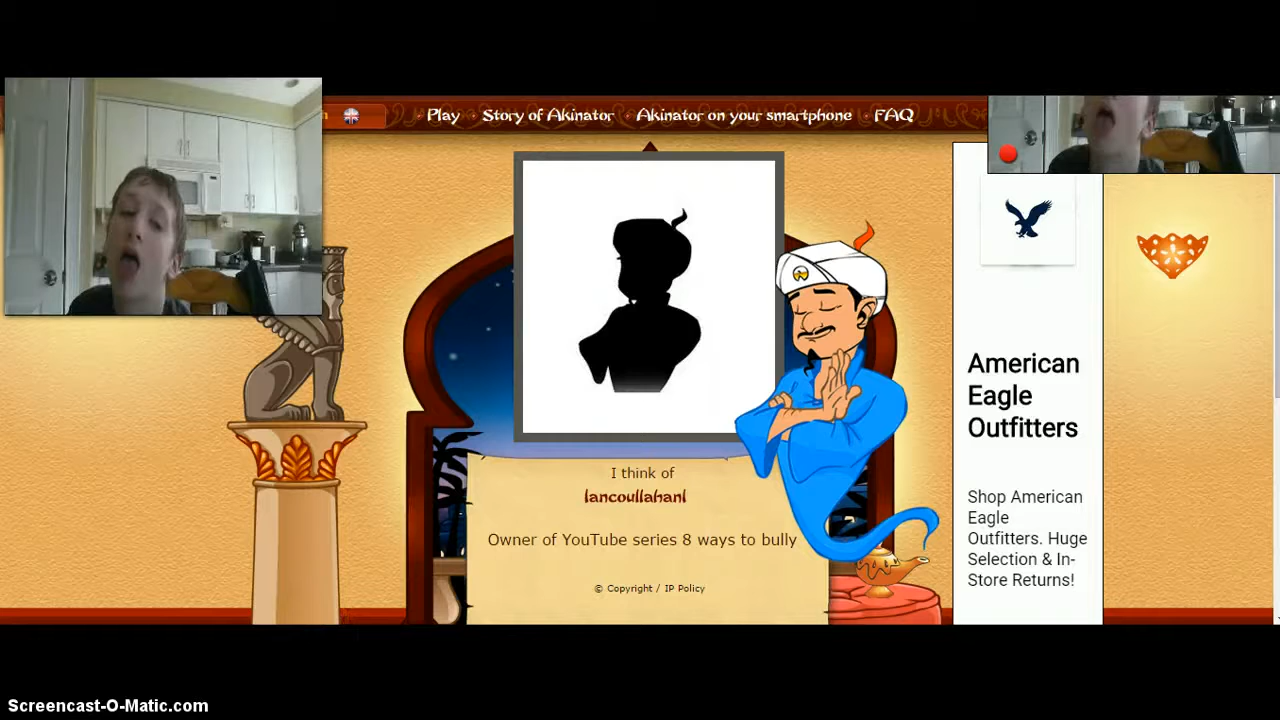 Play
Story of Akinator
Akinator on your smartphone
FAQ
I think of
Iancoullahanl
Owner of YouTube series 8 ways to bully
© Copyright / IP Policy
American
Eagle
Outfitters
Shop American
Eagle
Outfitters. Huge
Selection & In-
Store Returns!
Screencast-O-Matic.com